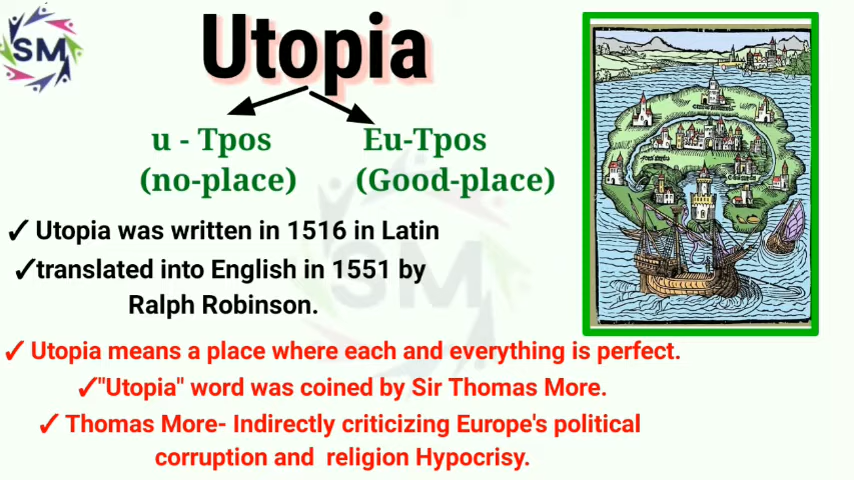 SM
Utopia
u - Tpos Eu-Tpos
(no-place) (Good-place)
✓ Utopia was written in 1516 in Latin
✓translated into English in 1551 by
Ralph Robinson.
SM
✓ Utopia means a place where each and everything is perfect.
✓"Utopia" word was coined by Sir Thomas More.
✓ Thomas More- Indirectly criticizing Europe's political
corruption and religion Hypocrisy.